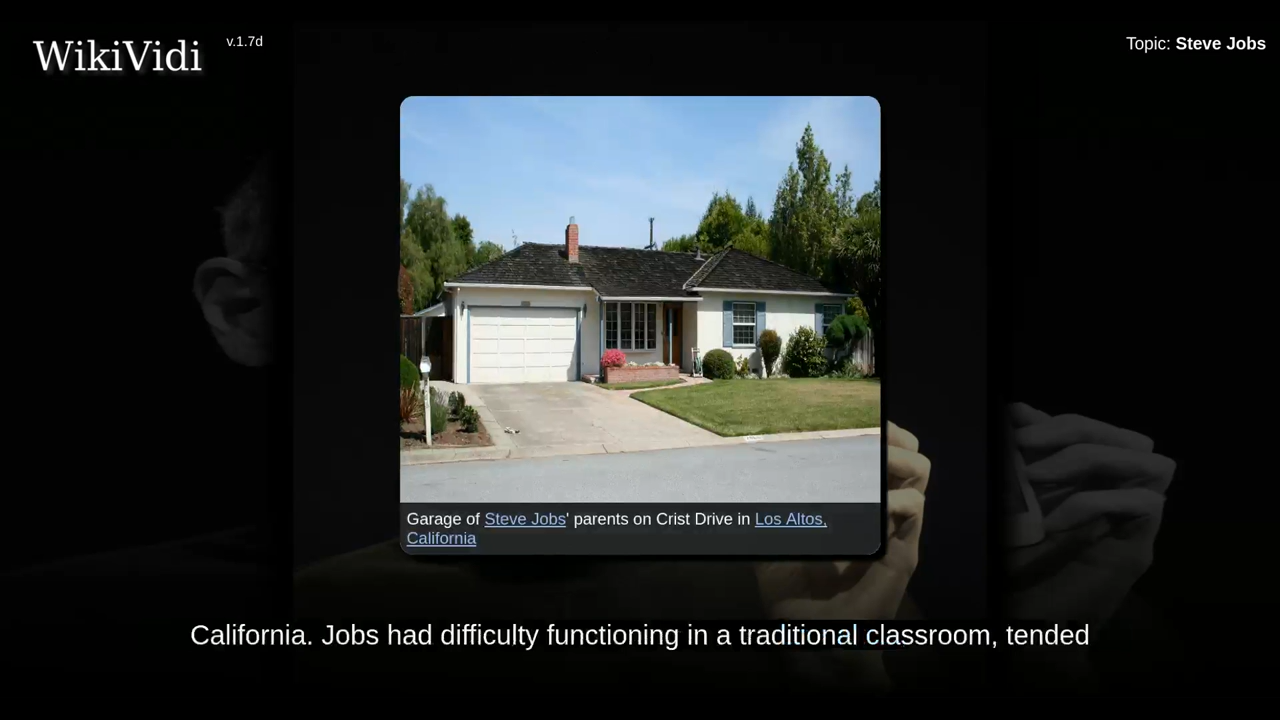 WikiVidi
v.1.7d
Topic: Steve Jobs
Garage of Steve Jobs' parents on Crist Drive in Los Altos,
California
California. Jobs had difficulty functioning in a traditional classroom, tended